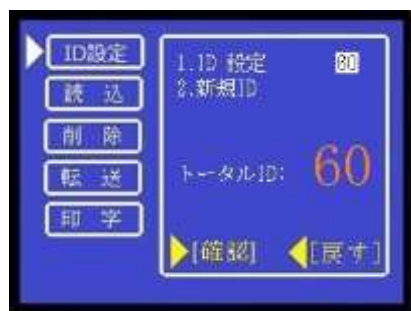 ID設定
読 込
削 除
転 送
印 字
1.ID 設定 80
2.新規ID
トータルID: 60
[確認] [戻す]